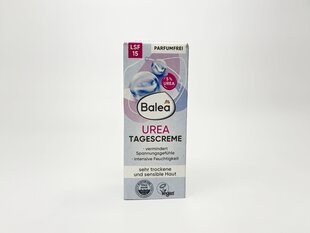 LSF
15
PARFUMFREI
5 %
UREA
Balea
UREA
TAGESCREME
• vermindert
Spannungsgefühle
• intensive Feuchtigkeit
sehr trockene
und sensible Haut
vegan